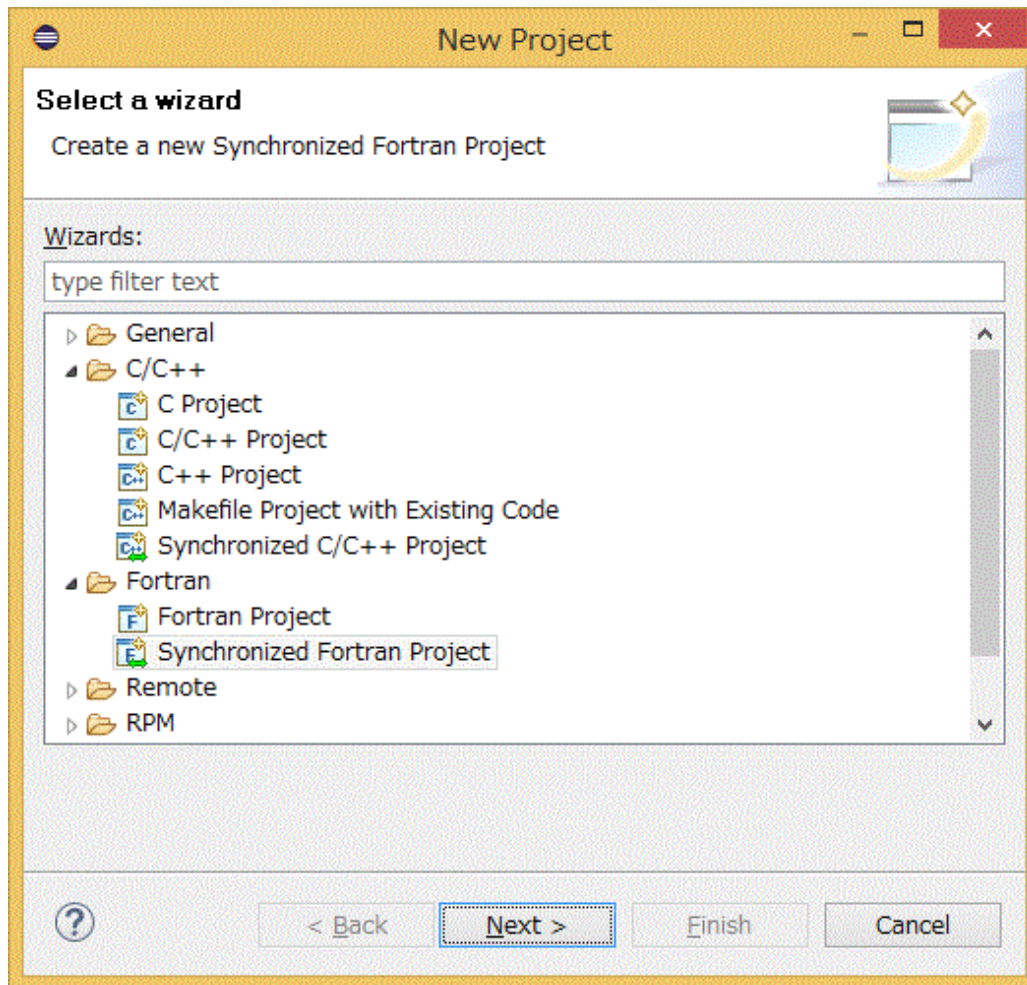 New Project
Select a wizard
Create a new Synchronized Fortran Project
Wizards:
type filter text
General
C/C++
C Project
C/C++ Project
C++ Project
Makefile Project with Existing Code
Synchronized C/C++ Project
Fortran
Fortran Project
Synchronized Fortran Project
Remote
RPM
? < Back Next > Finish Cancel